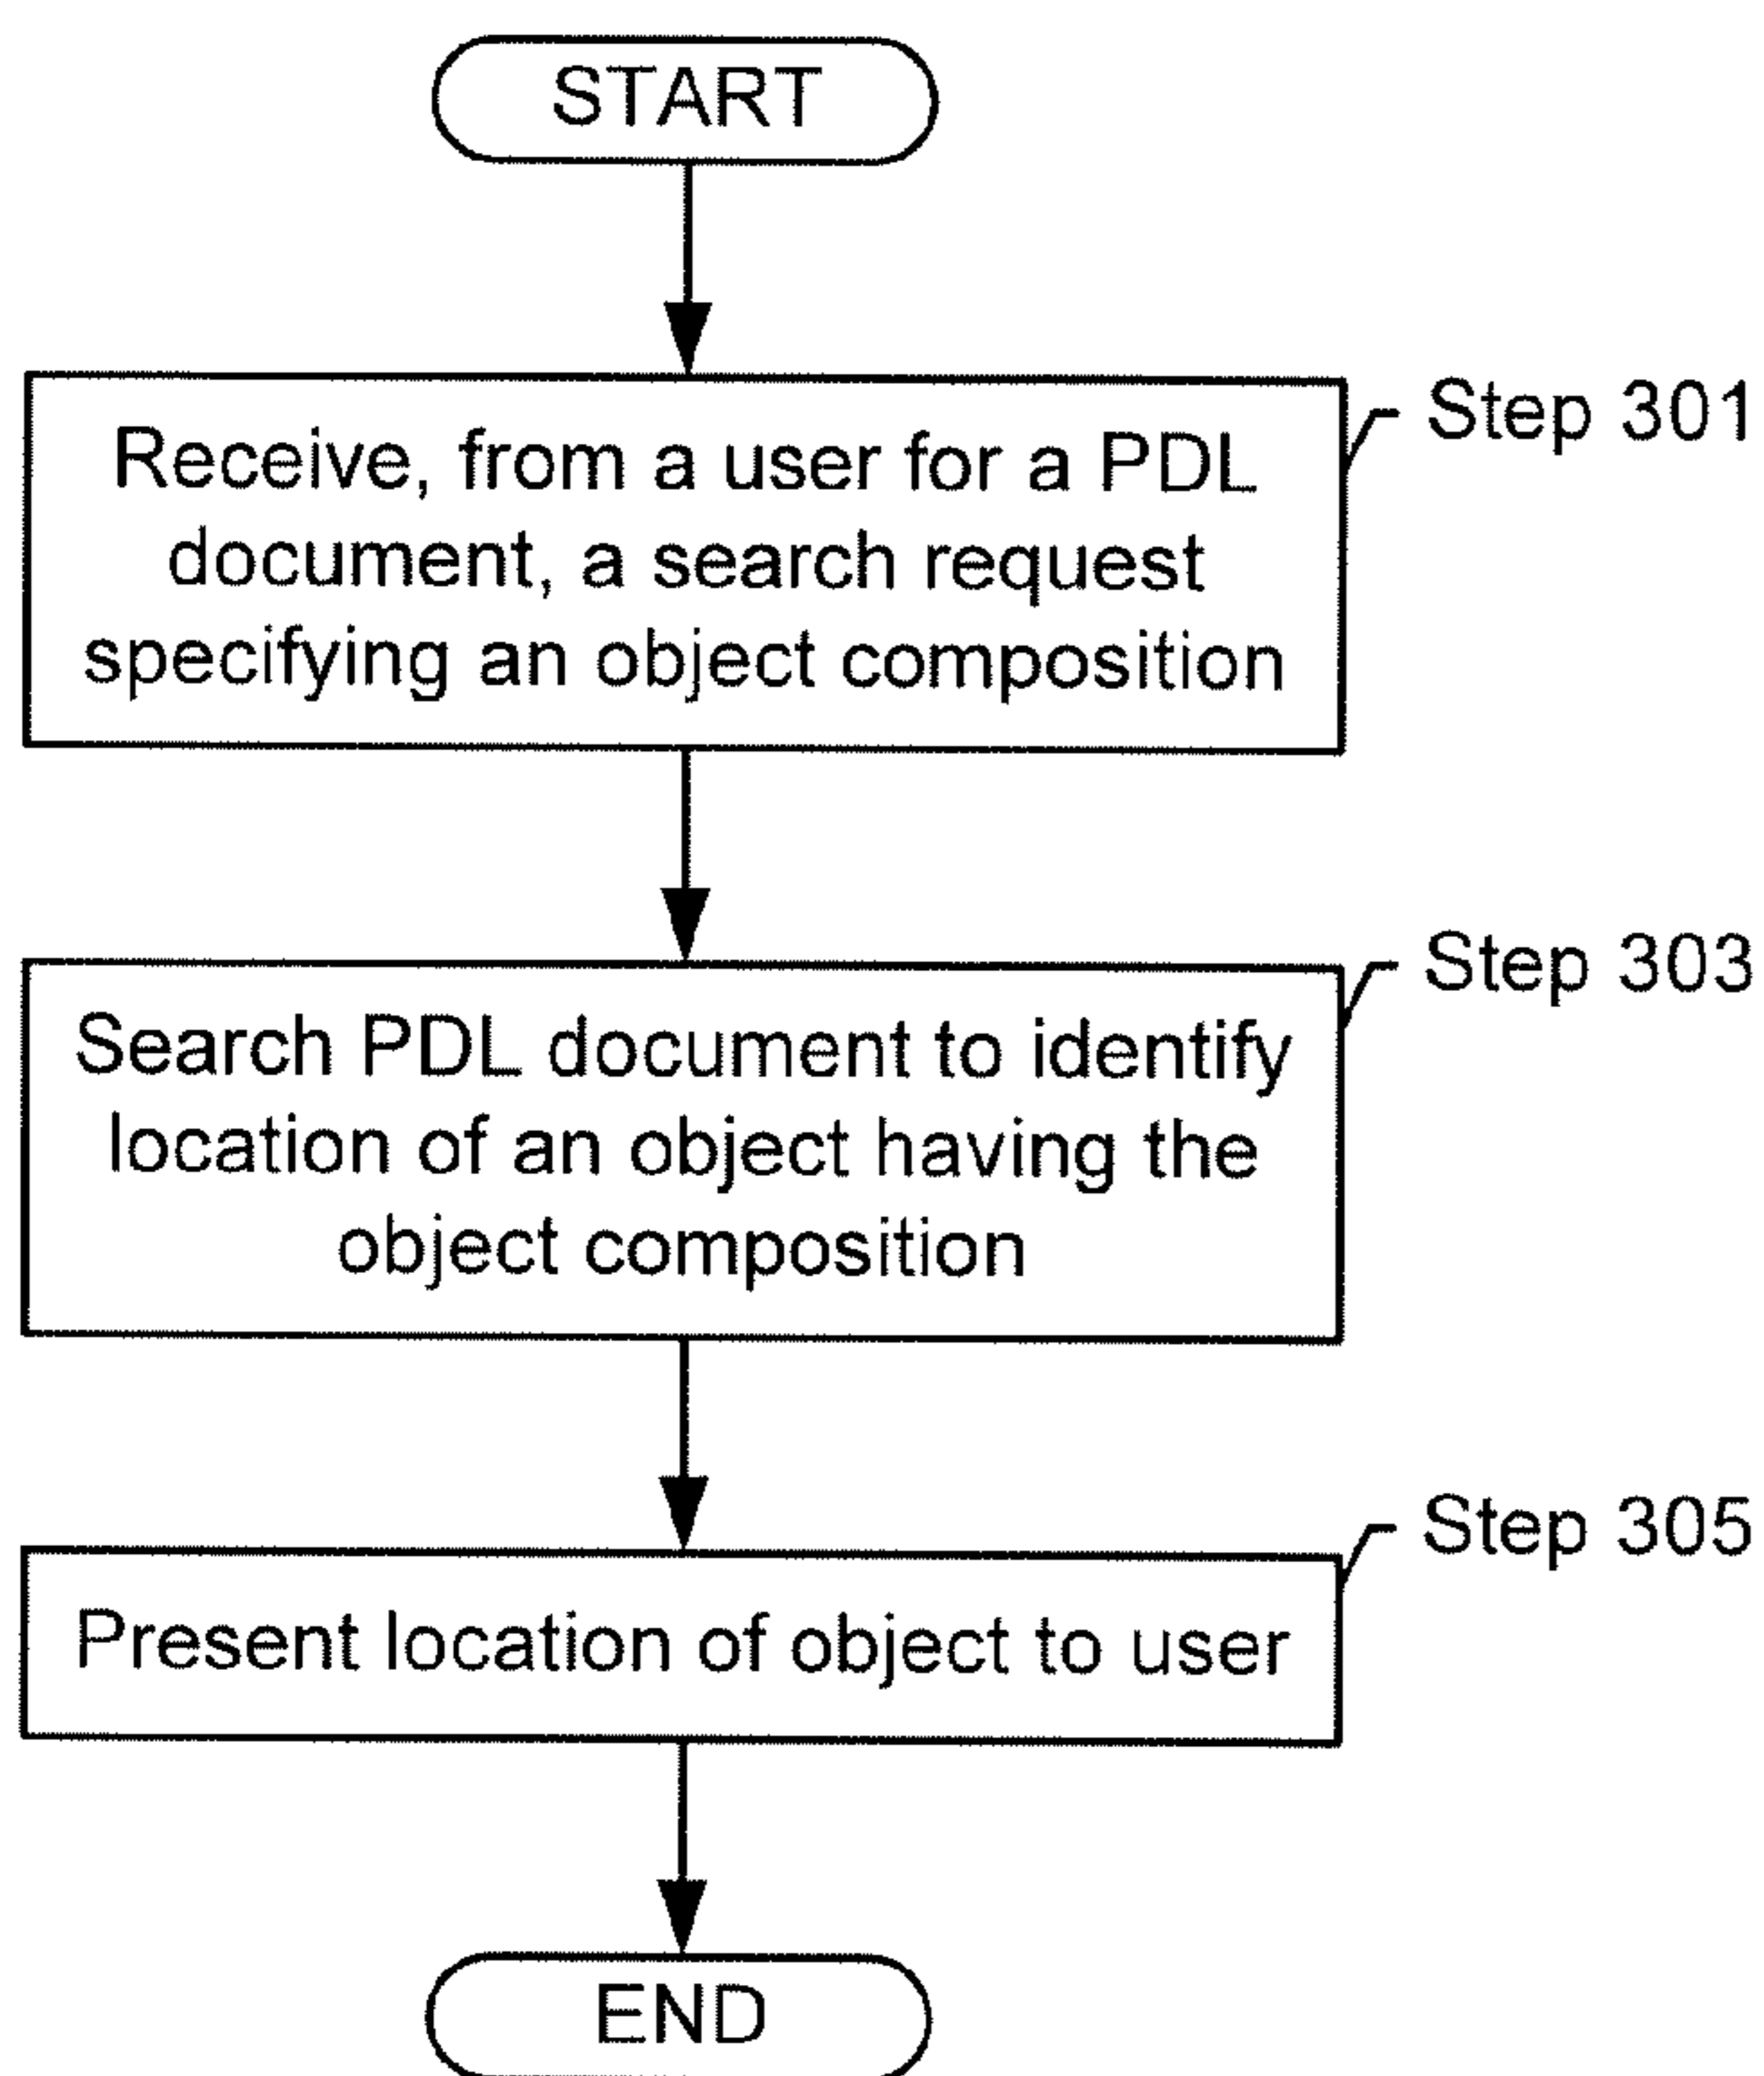 START
Step 301
Receive, from a user for a PDL
document, a search request
specifying an object composition
Step 303
Search PDL document to identify
location of an object having the
object composition
Step 305
Present location of object to user
END